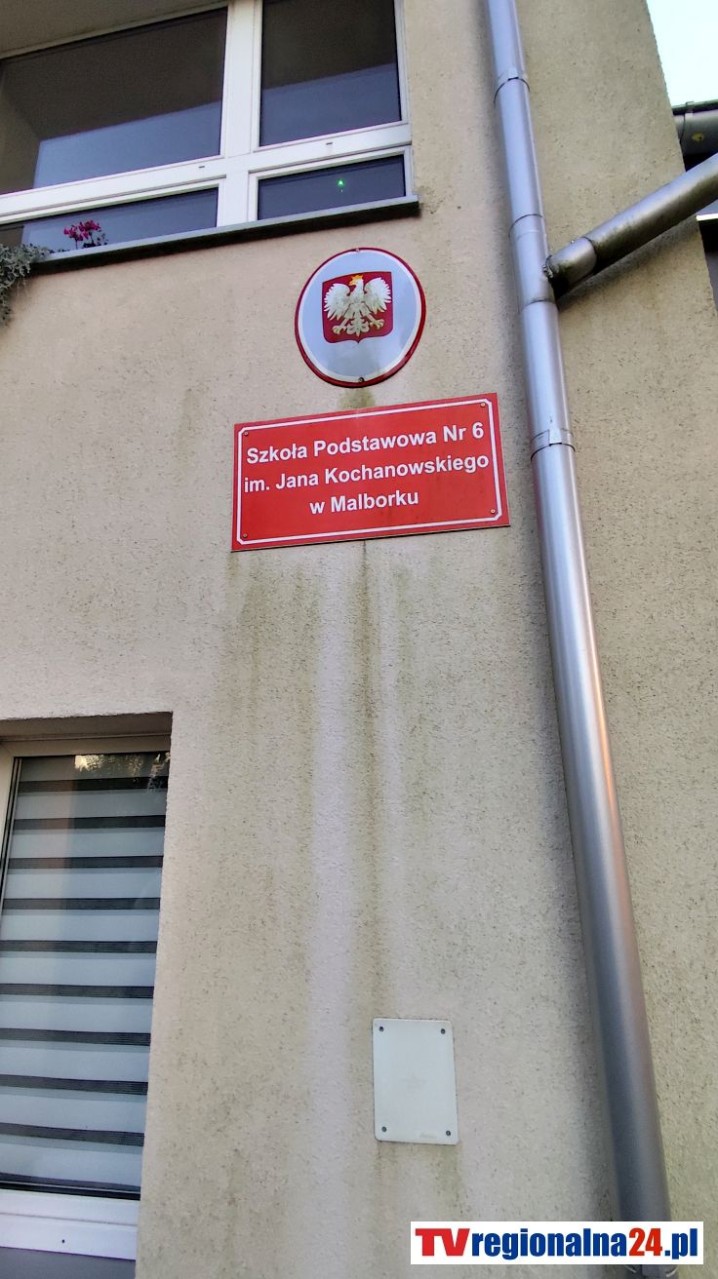 Szkoła Podstawowa Nr 6
im. Jana Kochanowskiego
w Malborku
TVregionalna24.pl